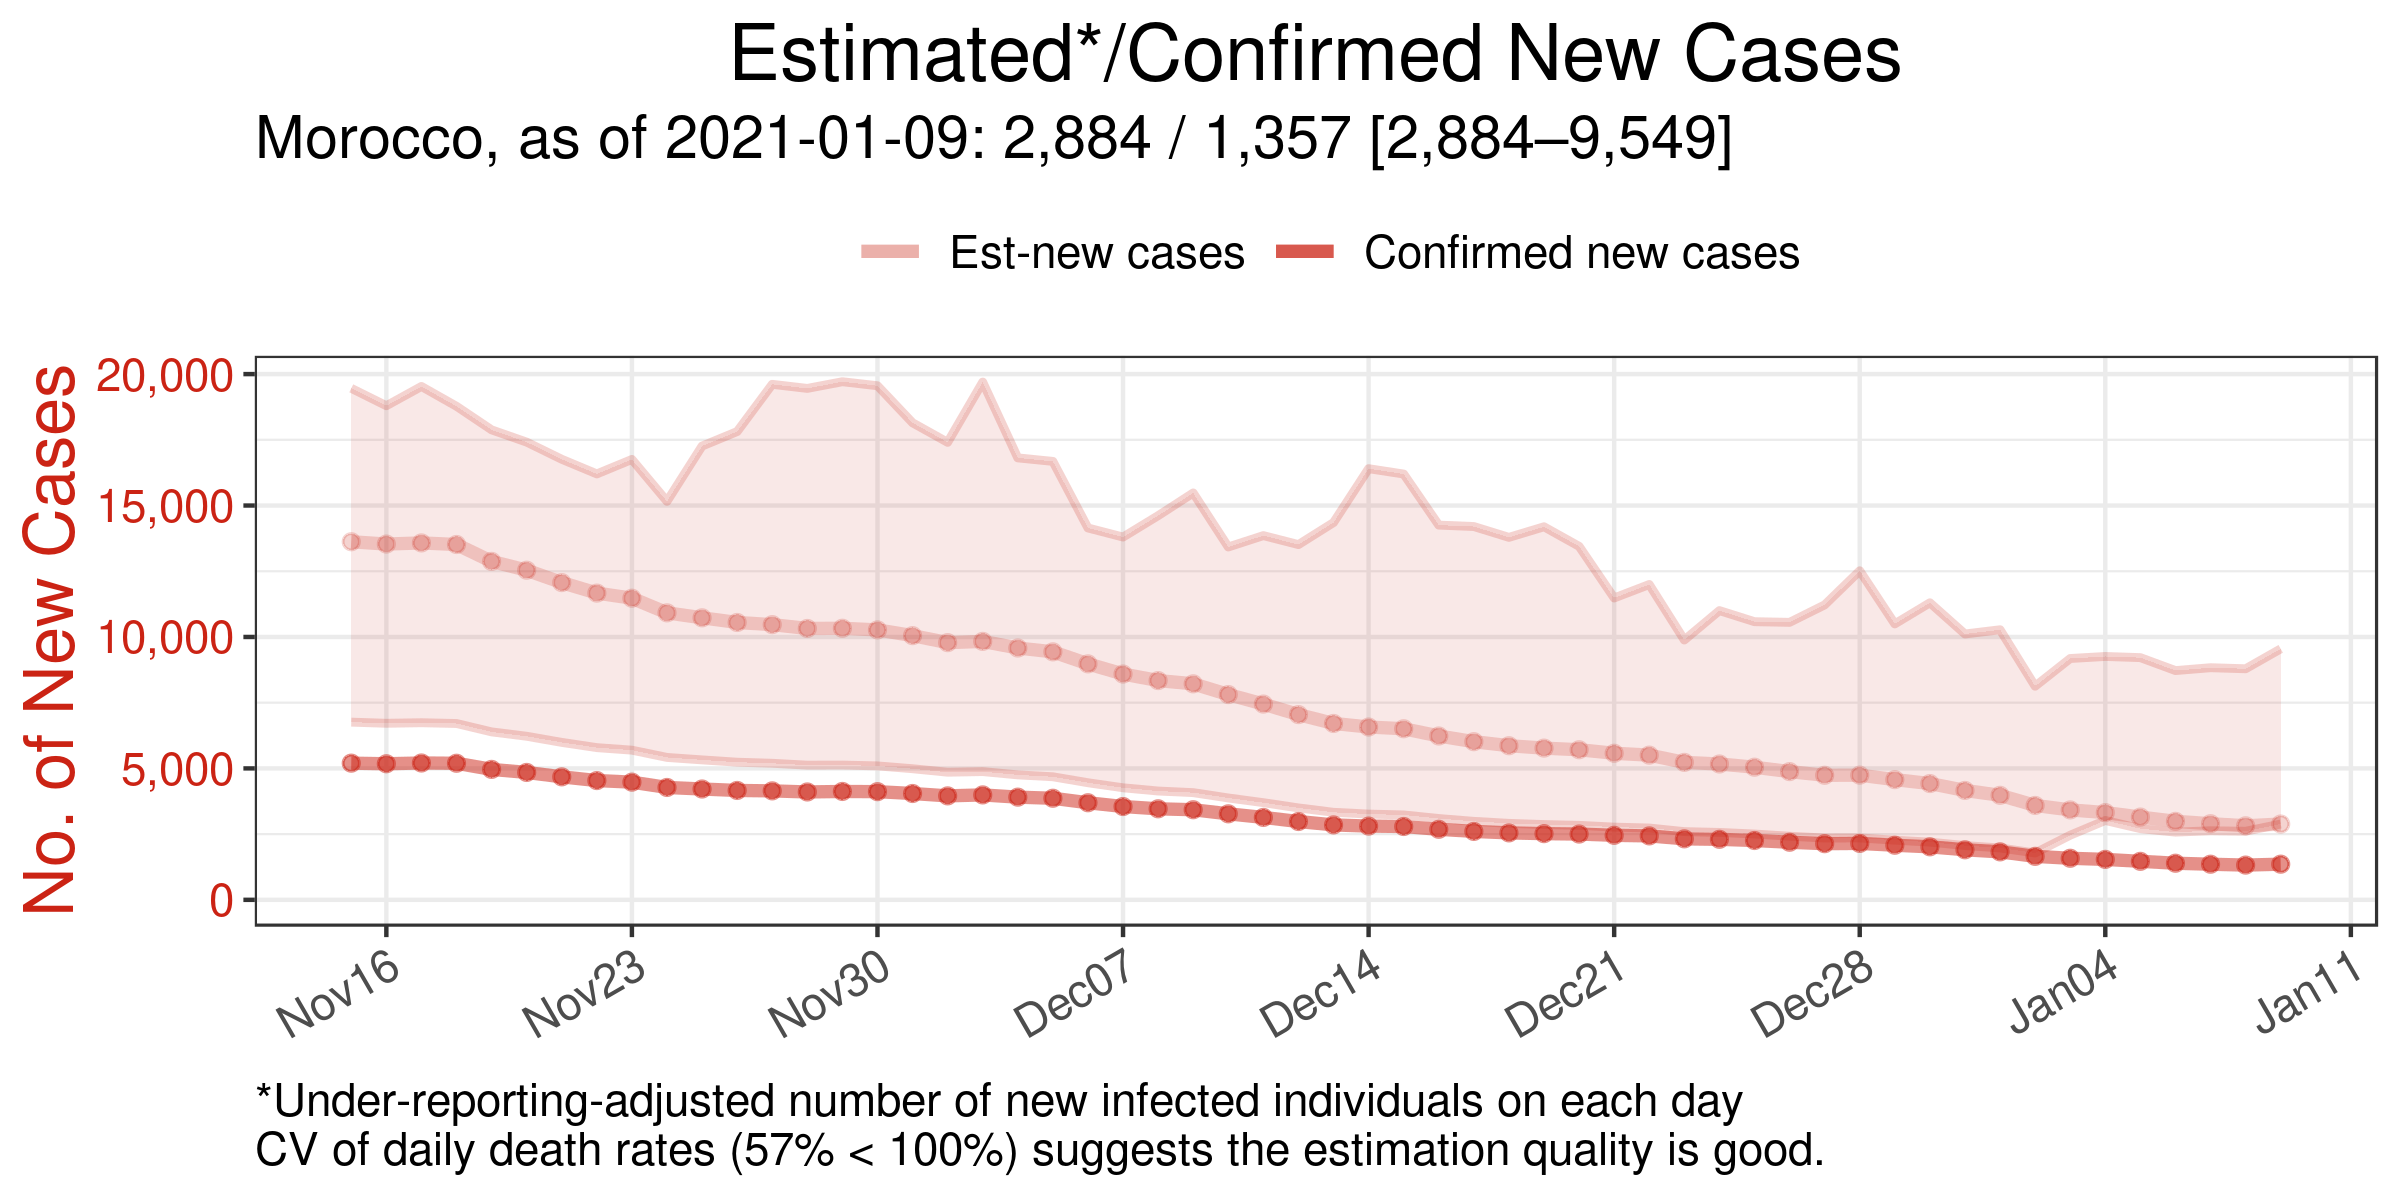 Estimated*/Confirmed New Cases
Morocco, as of 2021-01-09: 2,884 / 1,357 [2,884–9,549]
Est-new cases
Confirmed new cases
No. of New Cases
20,000
15,000
10,000
5,000
0
Nov16
Nov23
Nov30
Dec07
Dec14
Dec21
Dec28
Jan04
Jan11
*Under-reporting-adjusted number of new infected individuals on each day
CV of daily death rates (57% < 100%) suggests the estimation quality is good.